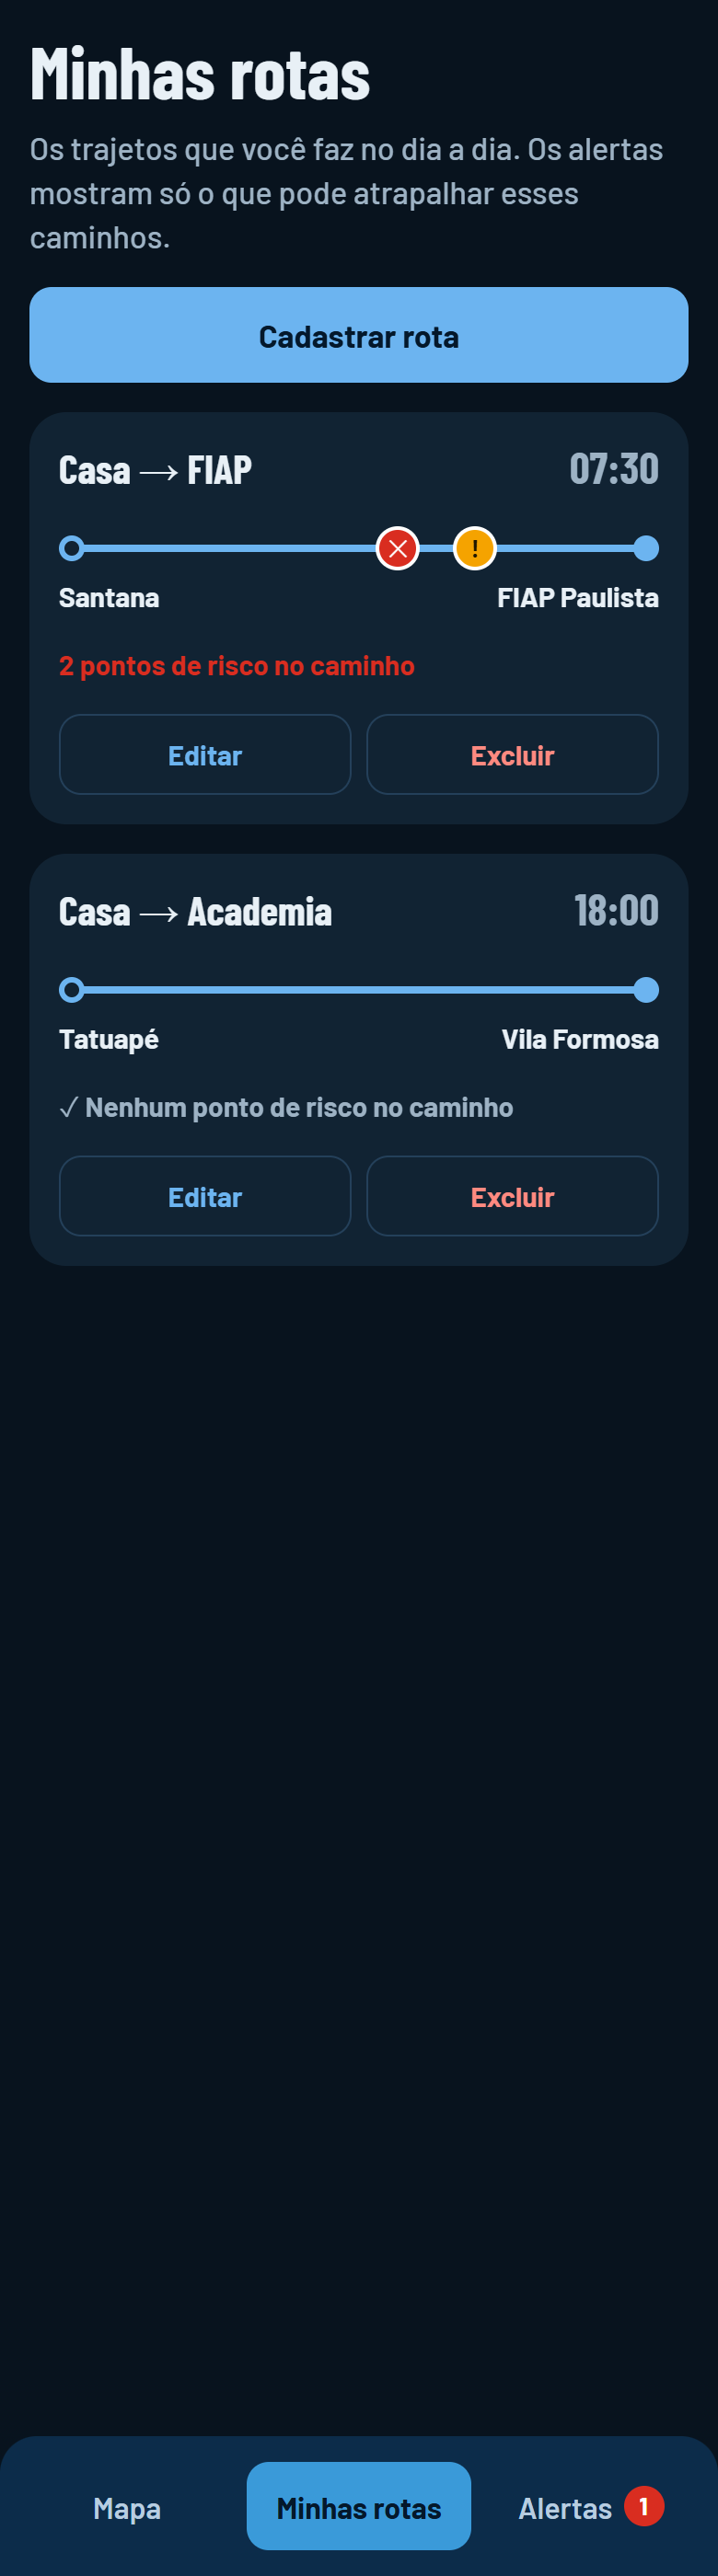 Minhas rotas
Os trajetos que você faz no dia a dia. Os alertas
mostram só o que pode atrapalhar esses
caminhos.
Cadastrar rota
Casa → FIAP 07:30
!
Santana FIAP Paulista
2 pontos de risco no caminho
Editar Excluir
Casa → Academia 18:00
Tatuapé Vila Formosa
✓ Nenhum ponto de risco no caminho
Editar Excluir
Mapa Minhas rotas Alertas 1